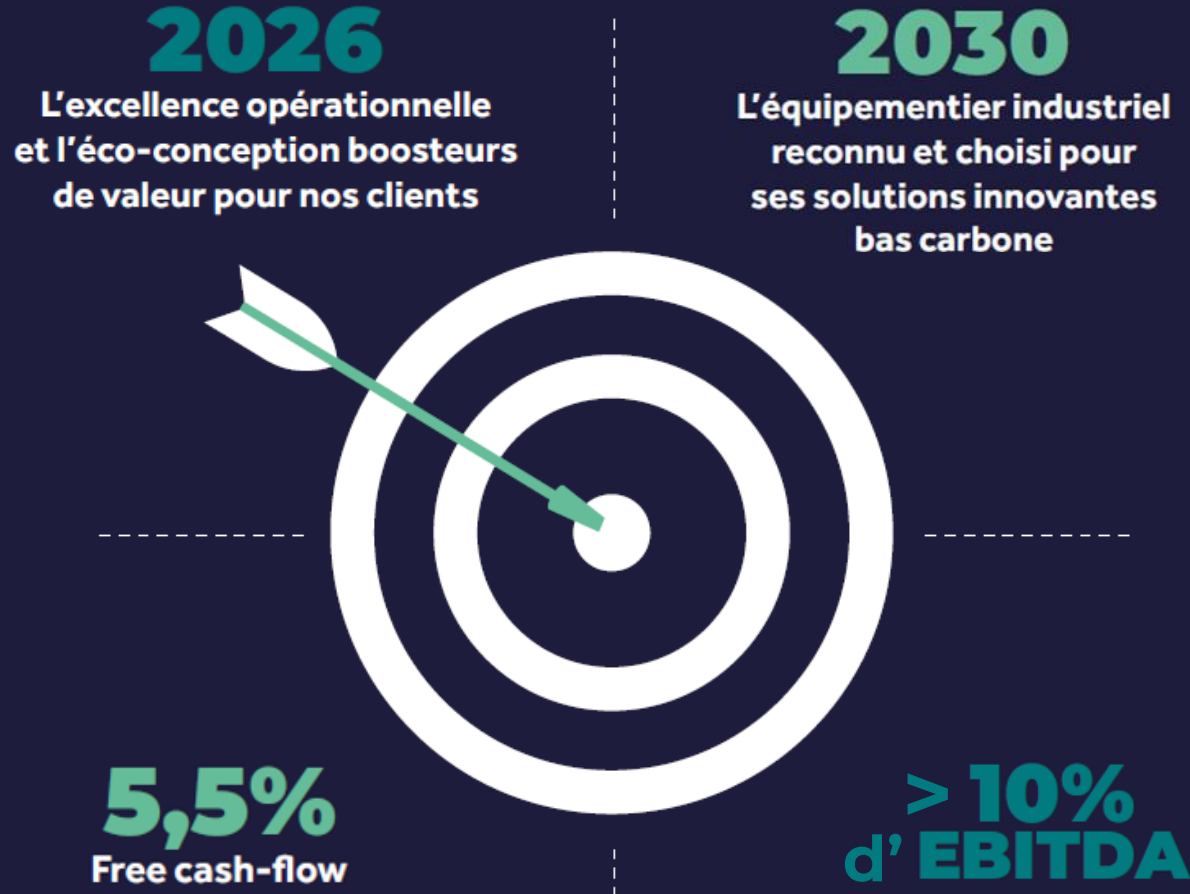 2026
L'excellence opérationnelle
et l'éco-conception boosteurs
de valeur pour nos clients
2030
L'équipementier industriel
reconnu et choisi pour
ses solutions innovantes
bas carbone
5,5%
Free cash-flow
> 10%
d' EBITDA